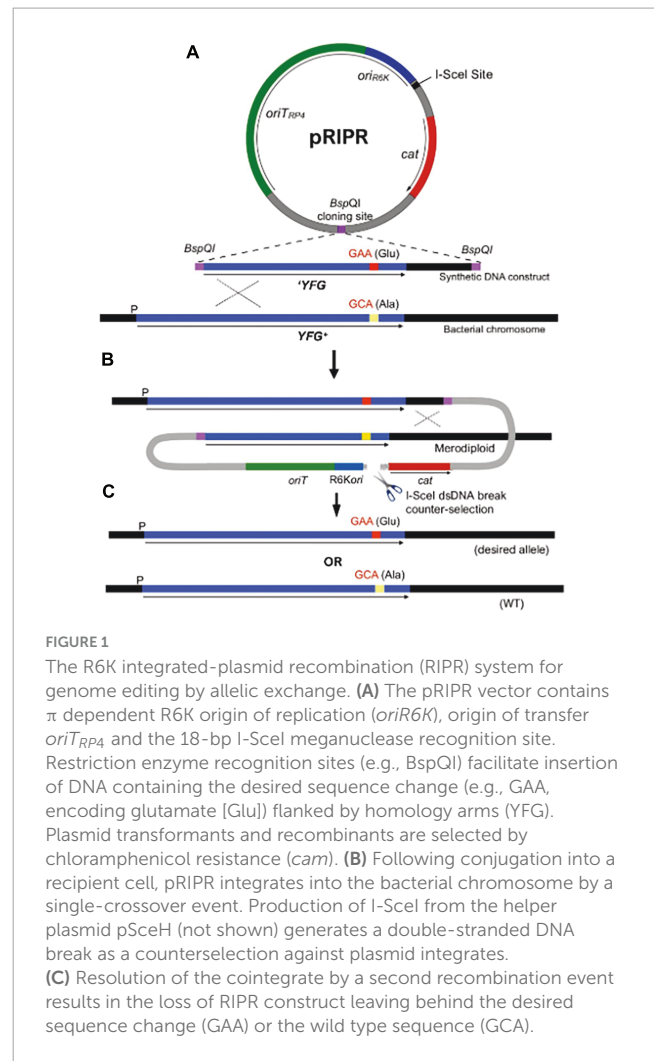 A
oriR6K
I-SceI Site
oriTRP4
pRIPR
cat
BspQI
cloning site
BspQI
GAA (Glu)
BspQI
'YFG
Synthetic DNA construct
P
GCA (Ala)
YFG+
Bacterial chromosome
B
P
Merodiploid
oriT
R6Kori
cat
I-SceI dsDNA break
counter-selection
C
GAA (Glu)
P
(desired allele)
OR
GCA (Ala)
P
(WT)
FIGURE 1
The R6K integrated-plasmid recombination (RIPR) system for
genome editing by allelic exchange. (A) The pRIPR vector contains
π dependent R6K origin of replication (oriR6K), origin of transfer
oriTRP4 and the 18-bp I-SceI meganuclease recognition site.
Restriction enzyme recognition sites (e.g., BspQI) facilitate insertion
of DNA containing the desired sequence change (e.g., GAA,
encoding glutamate [Glu]) flanked by homology arms (YFG).
Plasmid transformants and recombinants are selected by
chloramphenicol resistance (cam). (B) Following conjugation into a
recipient cell, pRIPR integrates into the bacterial chromosome by a
single-crossover event. Production of I-SceI from the helper
plasmid pSceH (not shown) generates a double-stranded DNA
break as a counterselection against plasmid integrates.
(C) Resolution of the cointegrate by a second recombination event
results in the loss of RIPR construct leaving behind the desired
sequence change (GAA) or the wild type sequence (GCA).